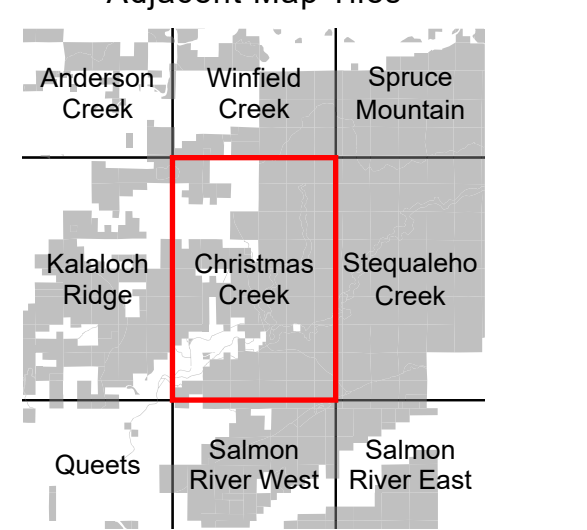 Adjacent Map Tiles
Anderson
Creek
Winfield
Creek
Spruce
Mountain
Kalaloch
Ridge
Christmas
Creek
Stequaleho
Creek
Queets
Salmon
River West
Salmon
River East